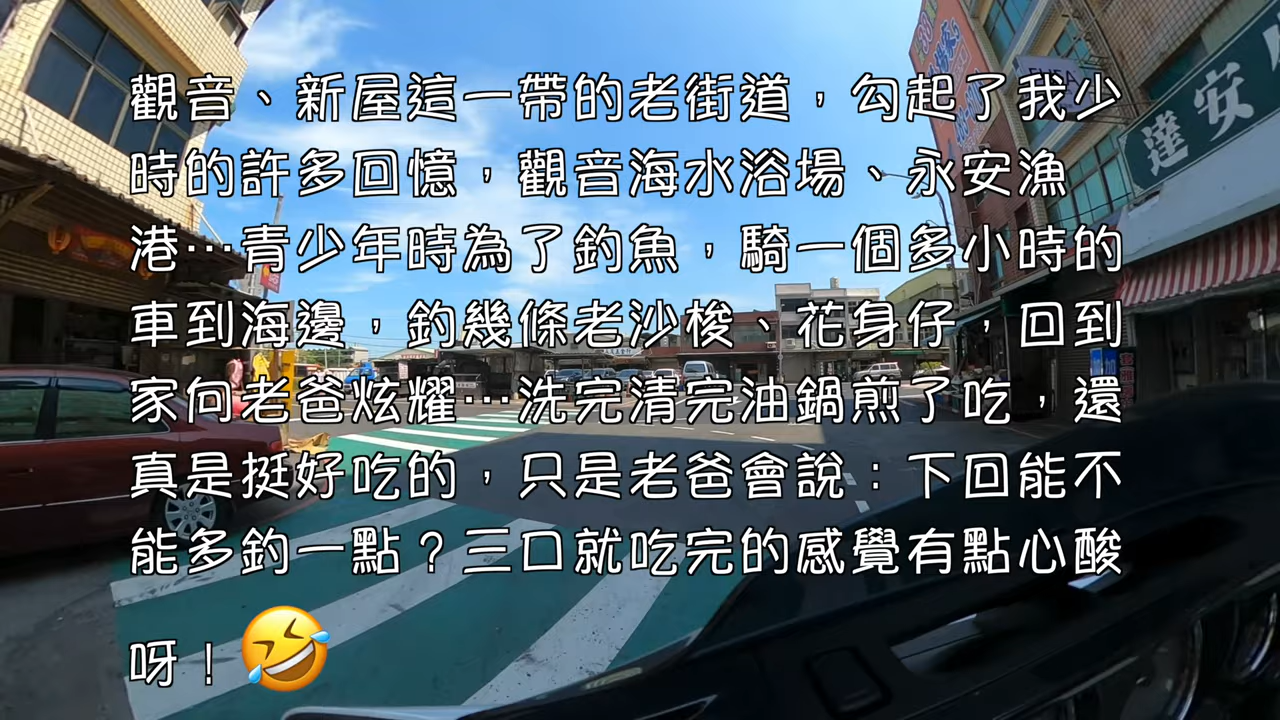 觀音、新屋這一帶的老街道，勾起了我少
時的許多回憶，觀音海水浴場、永安漁
港…青少年時為了釣魚，騎一個多小時的
車到海邊，釣幾條老沙梭、花身仔，回到
家向老爸炫耀…洗完清完油鍋煎了吃，還
真是挺好吃的，只是老爸會說：下回能不
能多釣一點？三口就吃完的感覺有點心酸
呀！🤣
達安